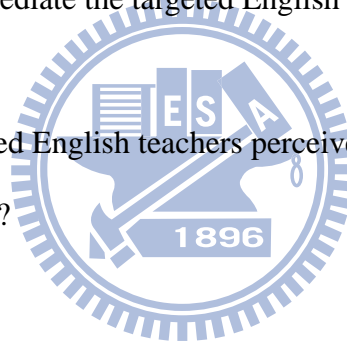 ediate the targeted English
E S A
ed English teachers perceive
?
1896